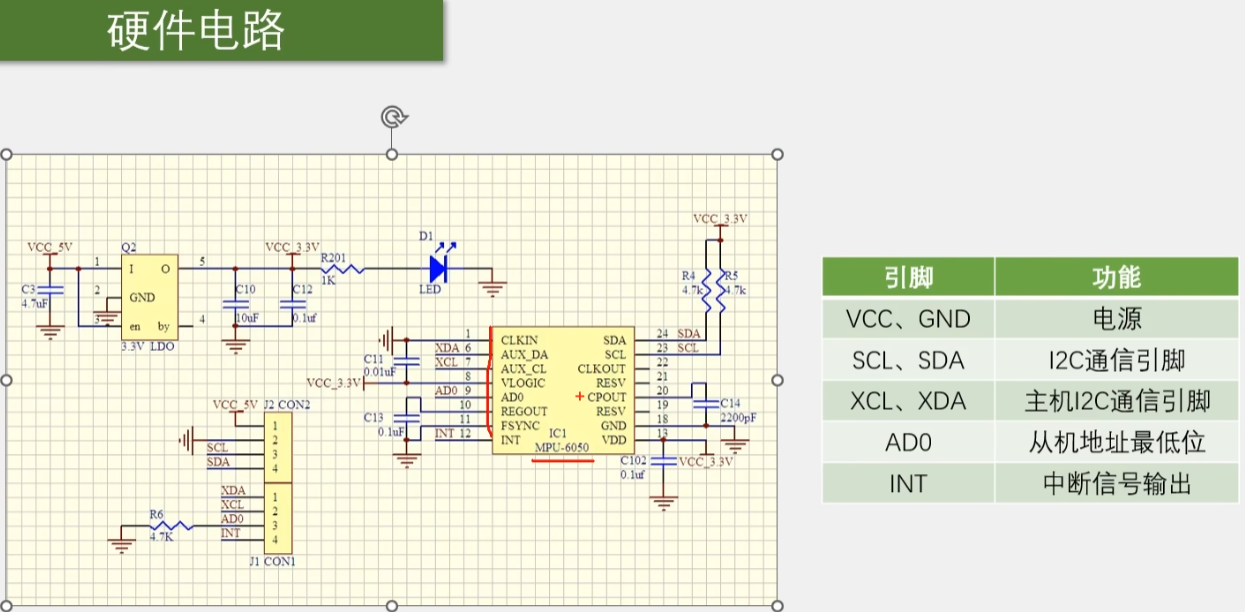 硬件电路
VCC_5V
Q2
VCC_3.3V
R201
1K
D1
LED
1
2
3
I
O
GND
en
by
5
4
C3
4.7uF
3.3V LDO
C10
10uF
C12
0.1uf
VCC_3.3V
R4
4.7k
R5
4.7k
1
XDA 6
XCL 7
8
AD0 9
10
11
INT 12
CLKIN
AUX_DA
AUX_CL
VLOGIC
AD0
REGOUT
FSYNC
INT
SDA
SCL
CLKOUT
RESV
CPOUT
RESV
GND
VDD
IC1
MPU-6050
24 SDA
23 SCL
22
21
20
19
18
13
C11
0.01uF
VCC_3.3V
C13
0.1uF
C14
2200pF
C102
0.1uf
VCC_3.3V
VCC_5V J2 CON2
1
2
SCL 3
SDA 4
XDA 1
XCL 2
AD0 3
INT 4
R6
4.7K
J1 CON1
引脚 功能
VCC、GND 电源
SCL、SDA I2C通信引脚
XCL、XDA 主机I2C通信引脚
AD0 从机地址最低位
INT 中断信号输出